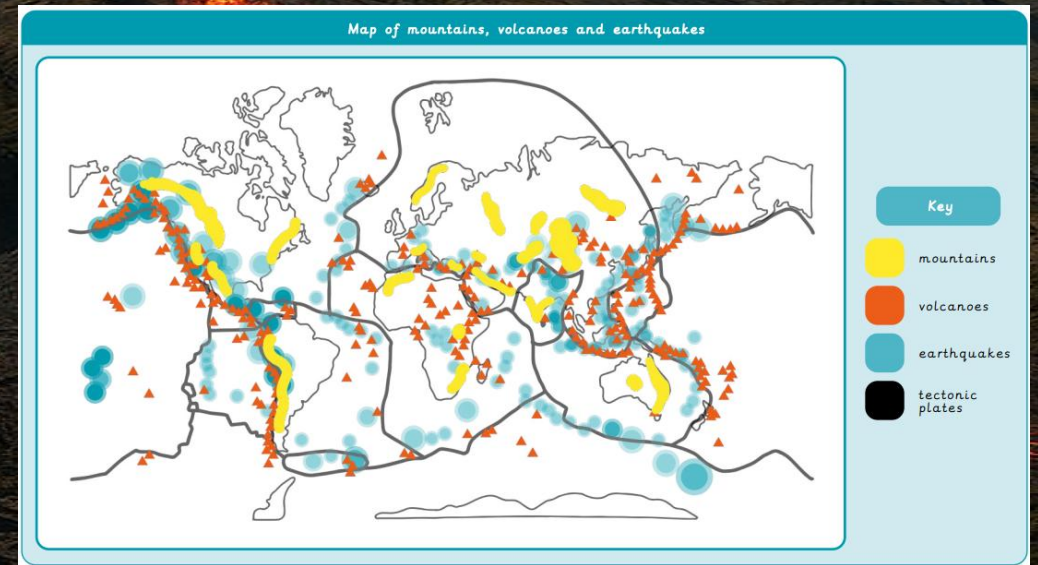 Map of mountains, volcanoes and earthquakes
Key
mountains
volcanoes
earthquakes
tectonic
plates